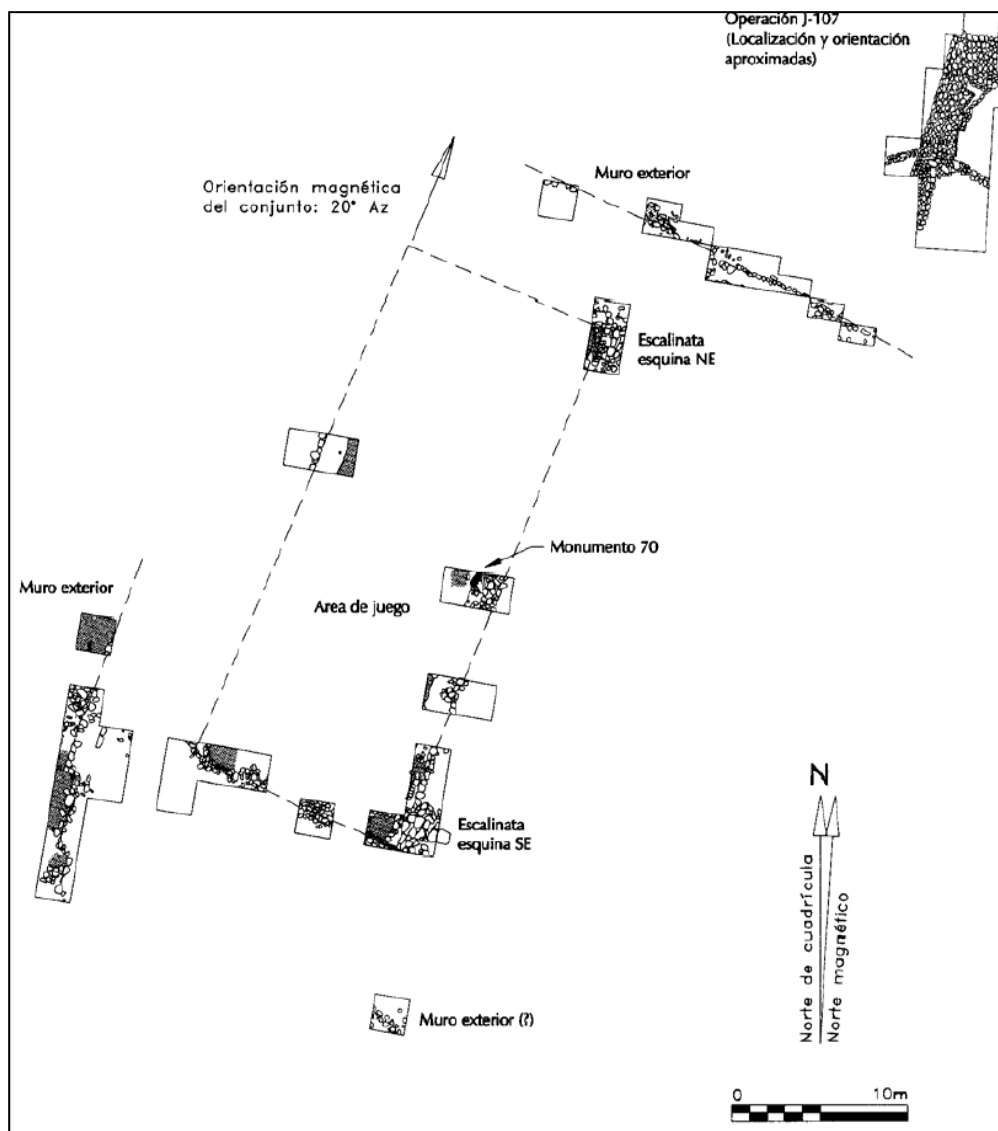 Operación J-107
(Localización y orientación
aproximadas)
Muro exterior
Orientación magnética
del conjunto: 20° Az
Escalinata
esquina NE
Monumento 70
Muro exterior
Area de juego
N
Escalinata
esquina SE
Norte de cuadrícula
Norte magnético
Muro exterior (?)
0 10m